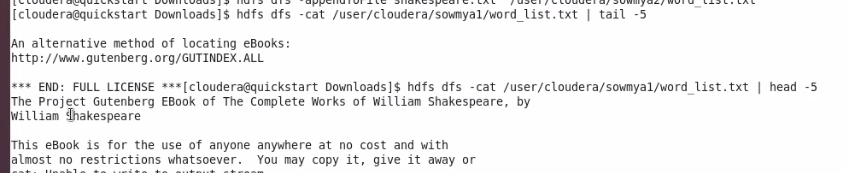 [cloudera@quickstart Downloads]$ hdfs dfs -appendToFile shakespeare.txt /user/cloudera/sowmya2/word_list.txt
[cloudera@quickstart Downloads]$ hdfs dfs -cat /user/cloudera/sowmya1/word_list.txt | tail -5
An alternative method of locating eBooks:
http://www.gutenberg.org/GUTINDEX.ALL
*** END: FULL LICENSE ***[cloudera@quickstart Downloads]$ hdfs dfs -cat /user/cloudera/sowmya1/word_list.txt | head -5
The Project Gutenberg EBook of The Complete Works of William Shakespeare, by
William Shakespeare
This eBook is for the use of anyone anywhere at no cost and with
almost no restrictions whatsoever.  You may copy it, give it away or
cat: Unable to write to output stream.